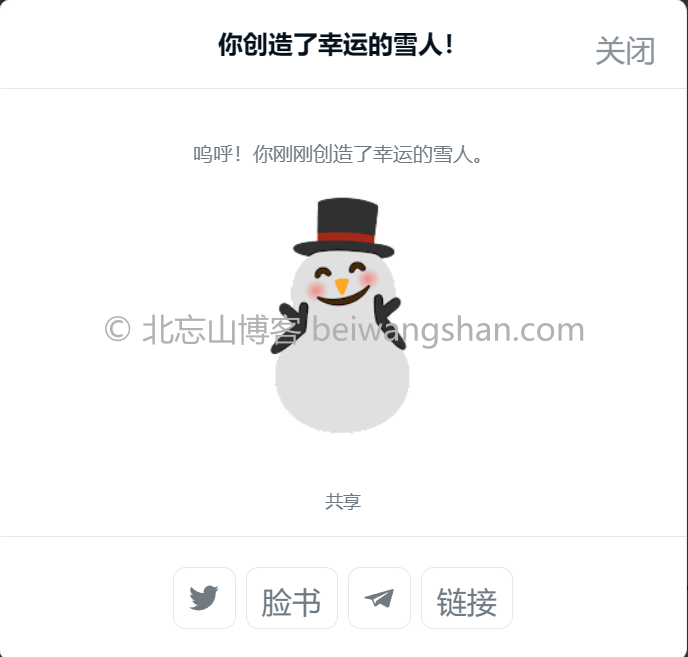 你创造了幸运的雪人！
关闭
呜呼！你刚刚创造了幸运的雪人。
© 北忘山博客 beiwangshan.com
共享
脸书
链接